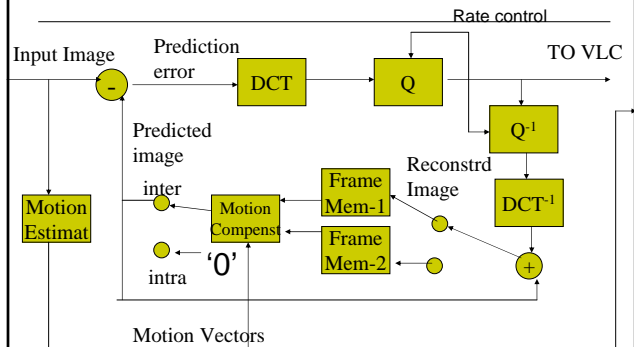 Rate control
Input Image
Prediction
error
TO VLC
-
DCT
Q
Q-1
Predicted
image
Reconstrd
Image
inter
Frame
Mem-1
DCT-1
Motion
Estimat
Motion
Compenst
Frame
Mem-2
'0'
intra
+
Motion Vectors